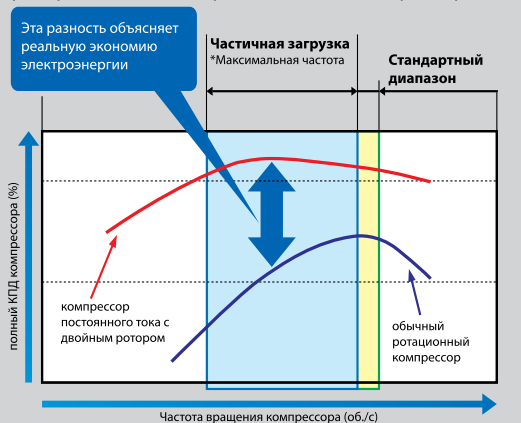 Эта разность объясняет
реальную экономию
электроэнергии
Частичная загрузка
*Максимальная частота
Стандартный
диапазон
полный КПД компрессора (%)
компрессор
постоянного тока с
двойным ротором
обычный
ротационный
компрессор
Частота вращения компрессора (об./с)